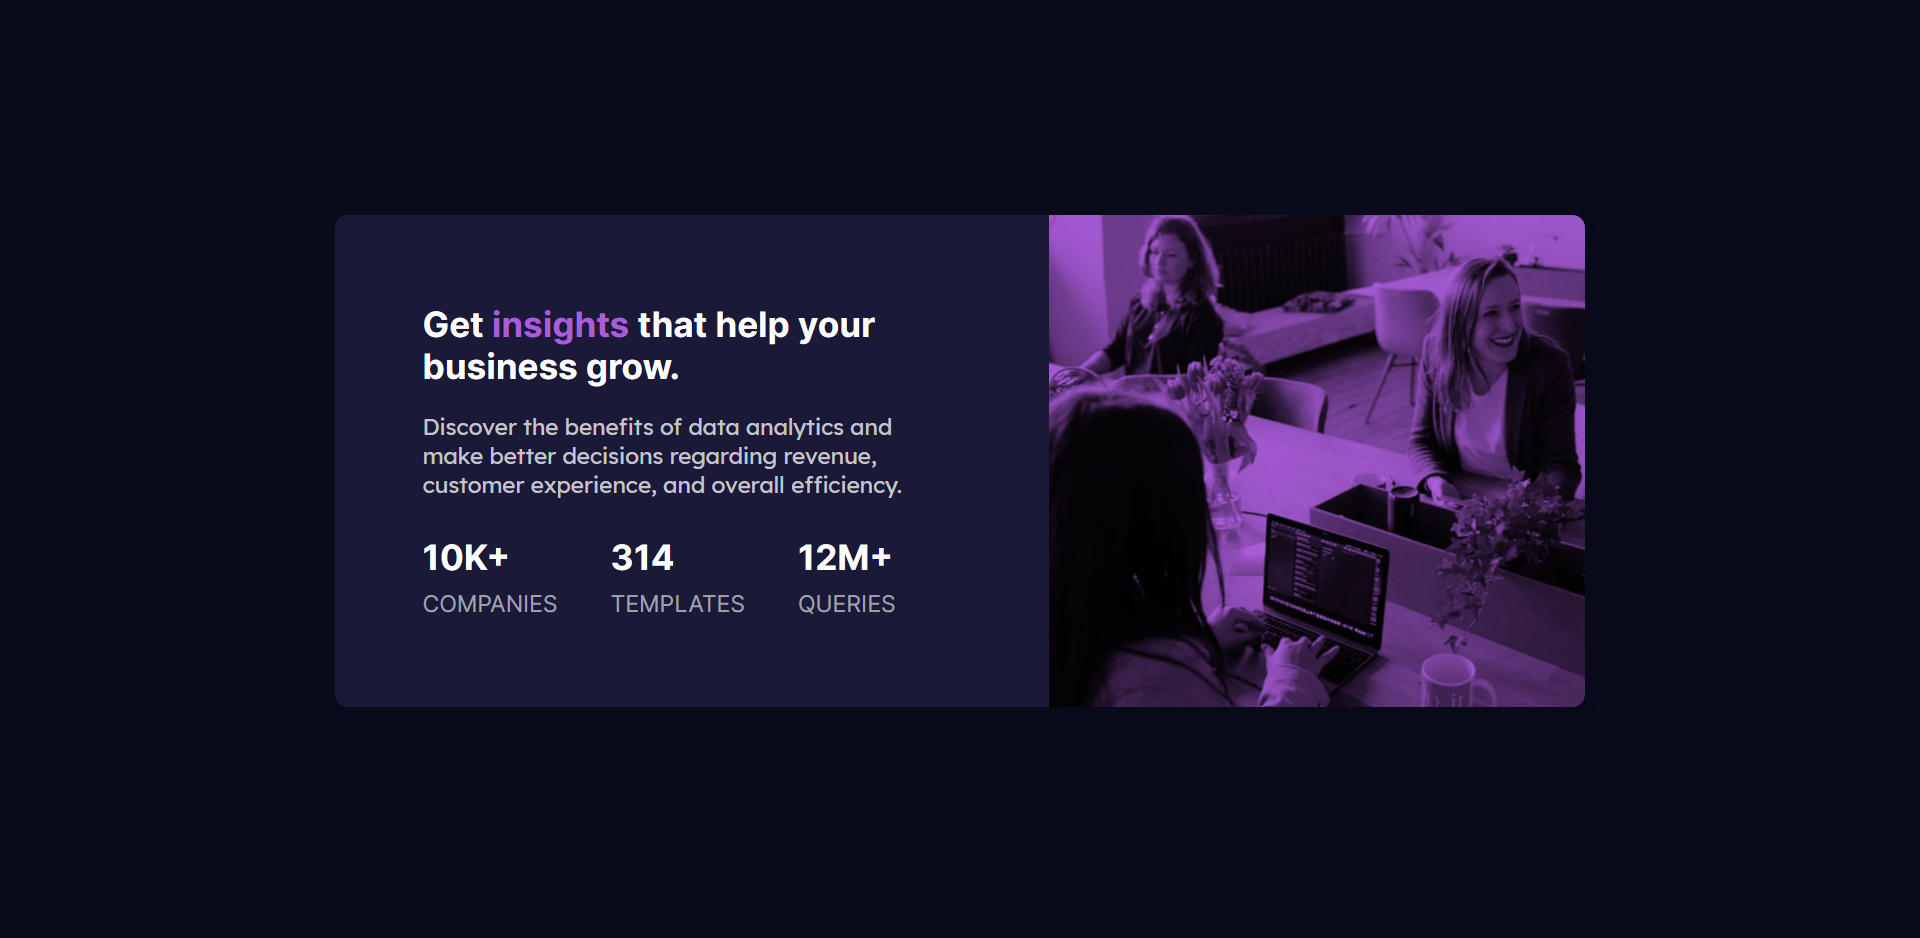 Get insights that help your
business grow.
Discover the benefits of data analytics and
make better decisions regarding revenue,
customer experience, and overall efficiency.
10K+ 314 12M+
COMPANIES TEMPLATES QUERIES